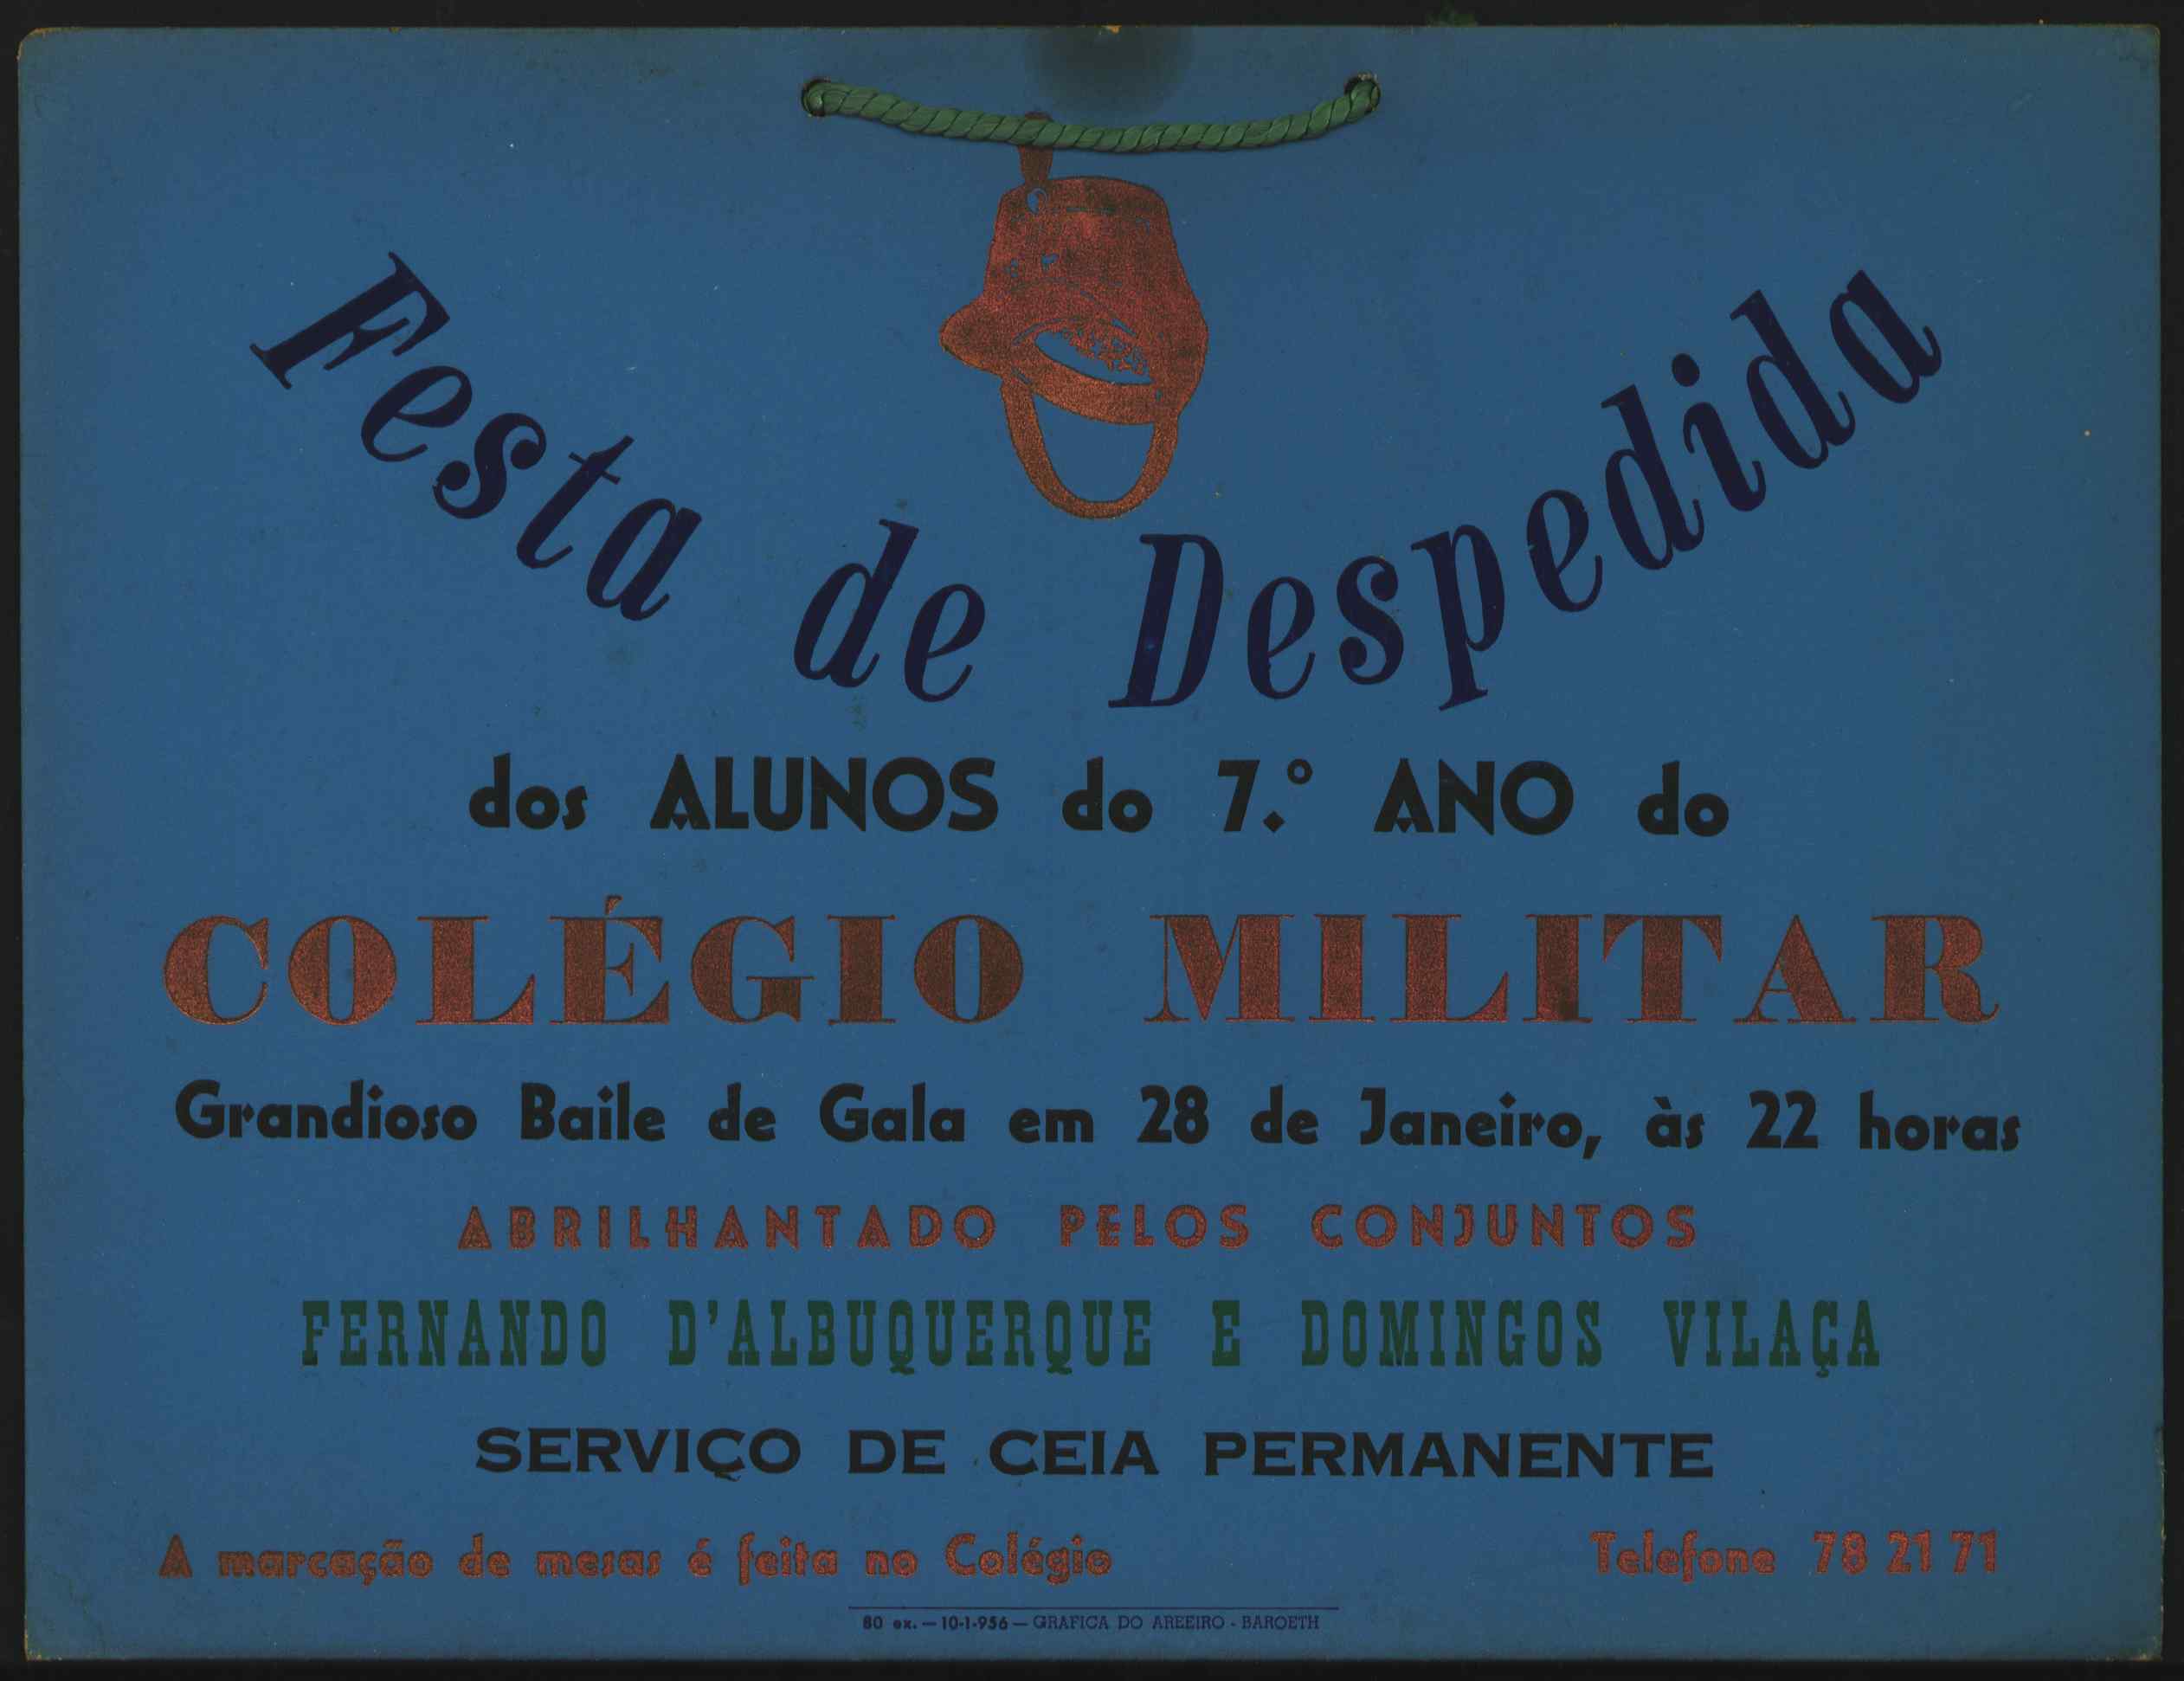 Festa de Despedida
dos ALUNOS do 7.º ANO do
COLÉGIO MILITAR
Grandioso Baile de Gala em 28 de Janeiro, às 22 horas
ABRILHANTADO PELOS CONJUNTOS
FERNANDO D'ALBUQUERQUE E DOMINGOS VILAÇA
SERVIÇO DE CEIA PERMANENTE
A marcação de mesas é feita no Colégio Telefone 78 21 71
80 ex. — 10-1-956 — GRAFICA DO AREEIRO - BAROETH